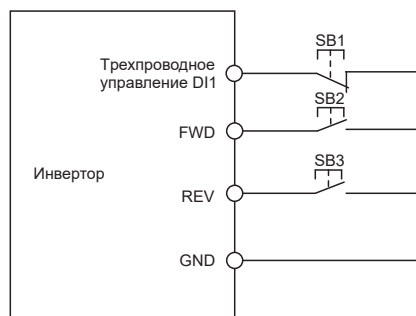 SB1
Трехпроводное
управление DI1
SB2
FWD
SB3
Инвертор
REV
GND